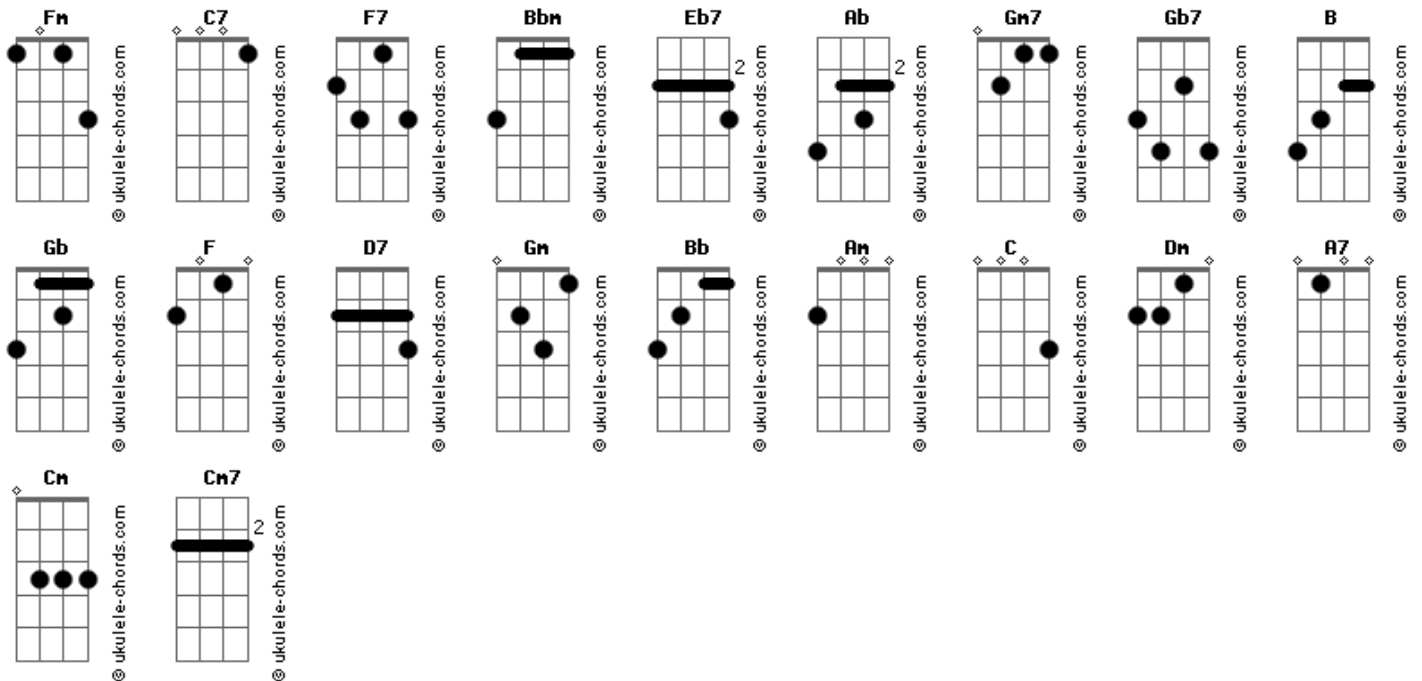 Fm C7 F7 Bbm Eb7 Ab Gm7 Gb7 B
2 2
© ukulele-chords.com © ukulele-chords.com © ukulele-chords.com © ukulele-chords.com © ukulele-chords.com © ukulele-chords.com © ukulele-chords.com © ukulele-chords.com © ukulele-chords.com
Gb F D7 Gm Bb Am C Dm A7
© ukulele-chords.com © ukulele-chords.com © ukulele-chords.com © ukulele-chords.com © ukulele-chords.com © ukulele-chords.com © ukulele-chords.com © ukulele-chords.com © ukulele-chords.com
Cm Cm7
2
© ukulele-chords.com © ukulele-chords.com